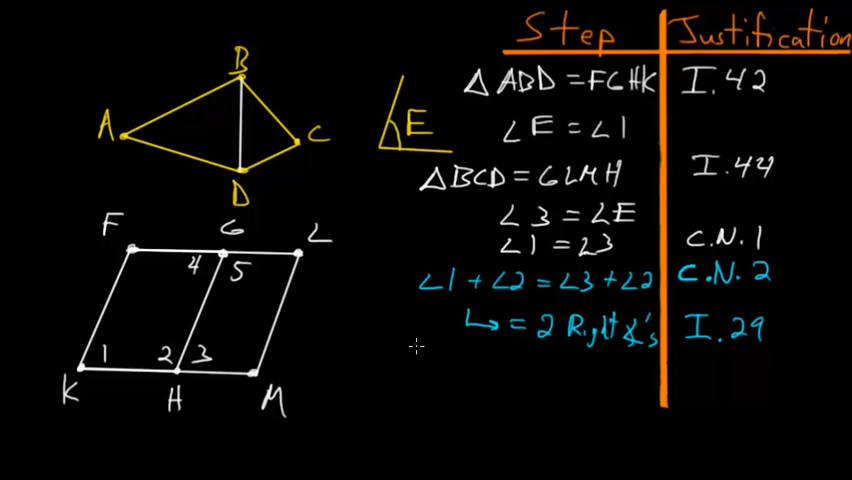 Step Justification
B
A
C
D
E
F G L
4 5
1 2 3
K H M
△ABD = FGHK I.42
∠E = ∠1
△BCD = GLMH I.44
∠3 = ∠E
∠1 = ∠3 C.N.1
∠1 + ∠2 = ∠3 + ∠2 C.N.2
↳ = 2 Right ∡'s I.29